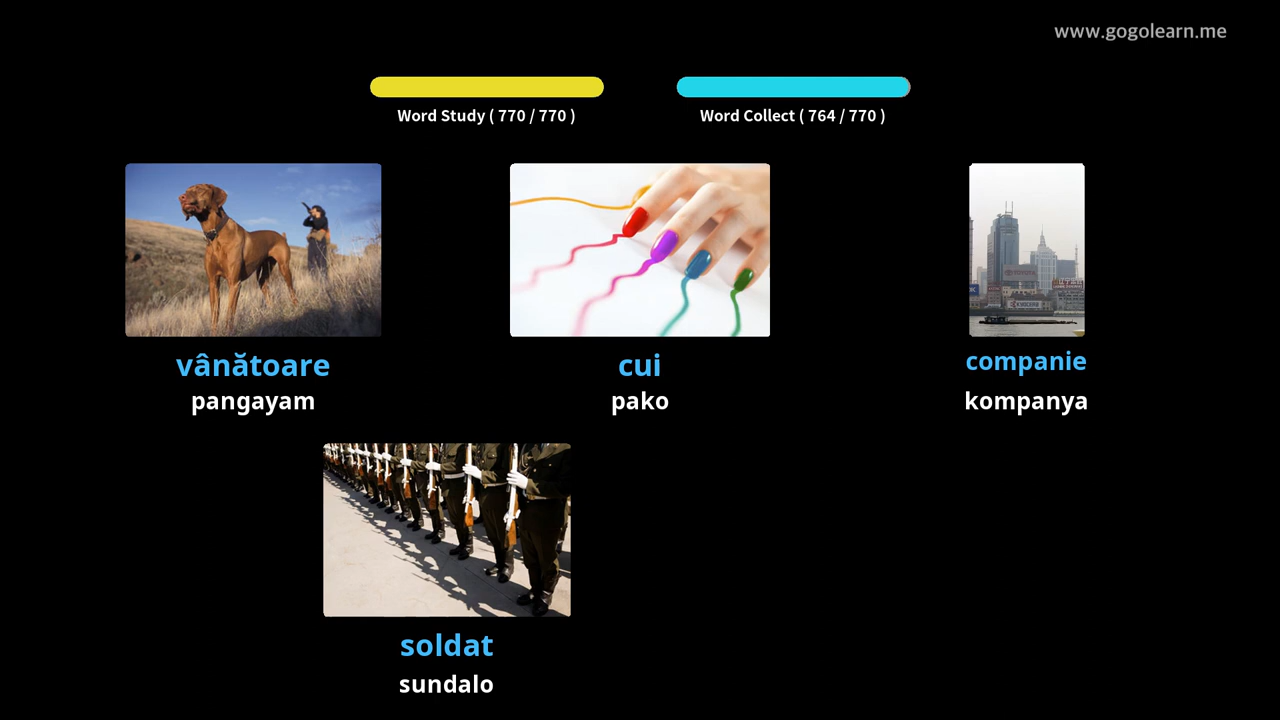 www.gogolearn.me
Word Study ( 770 / 770 )
Word Collect ( 764 / 770 )
vânătoare
pangayam
cui
pako
companie
kompanya
TOYOTA
soldat
sundalo